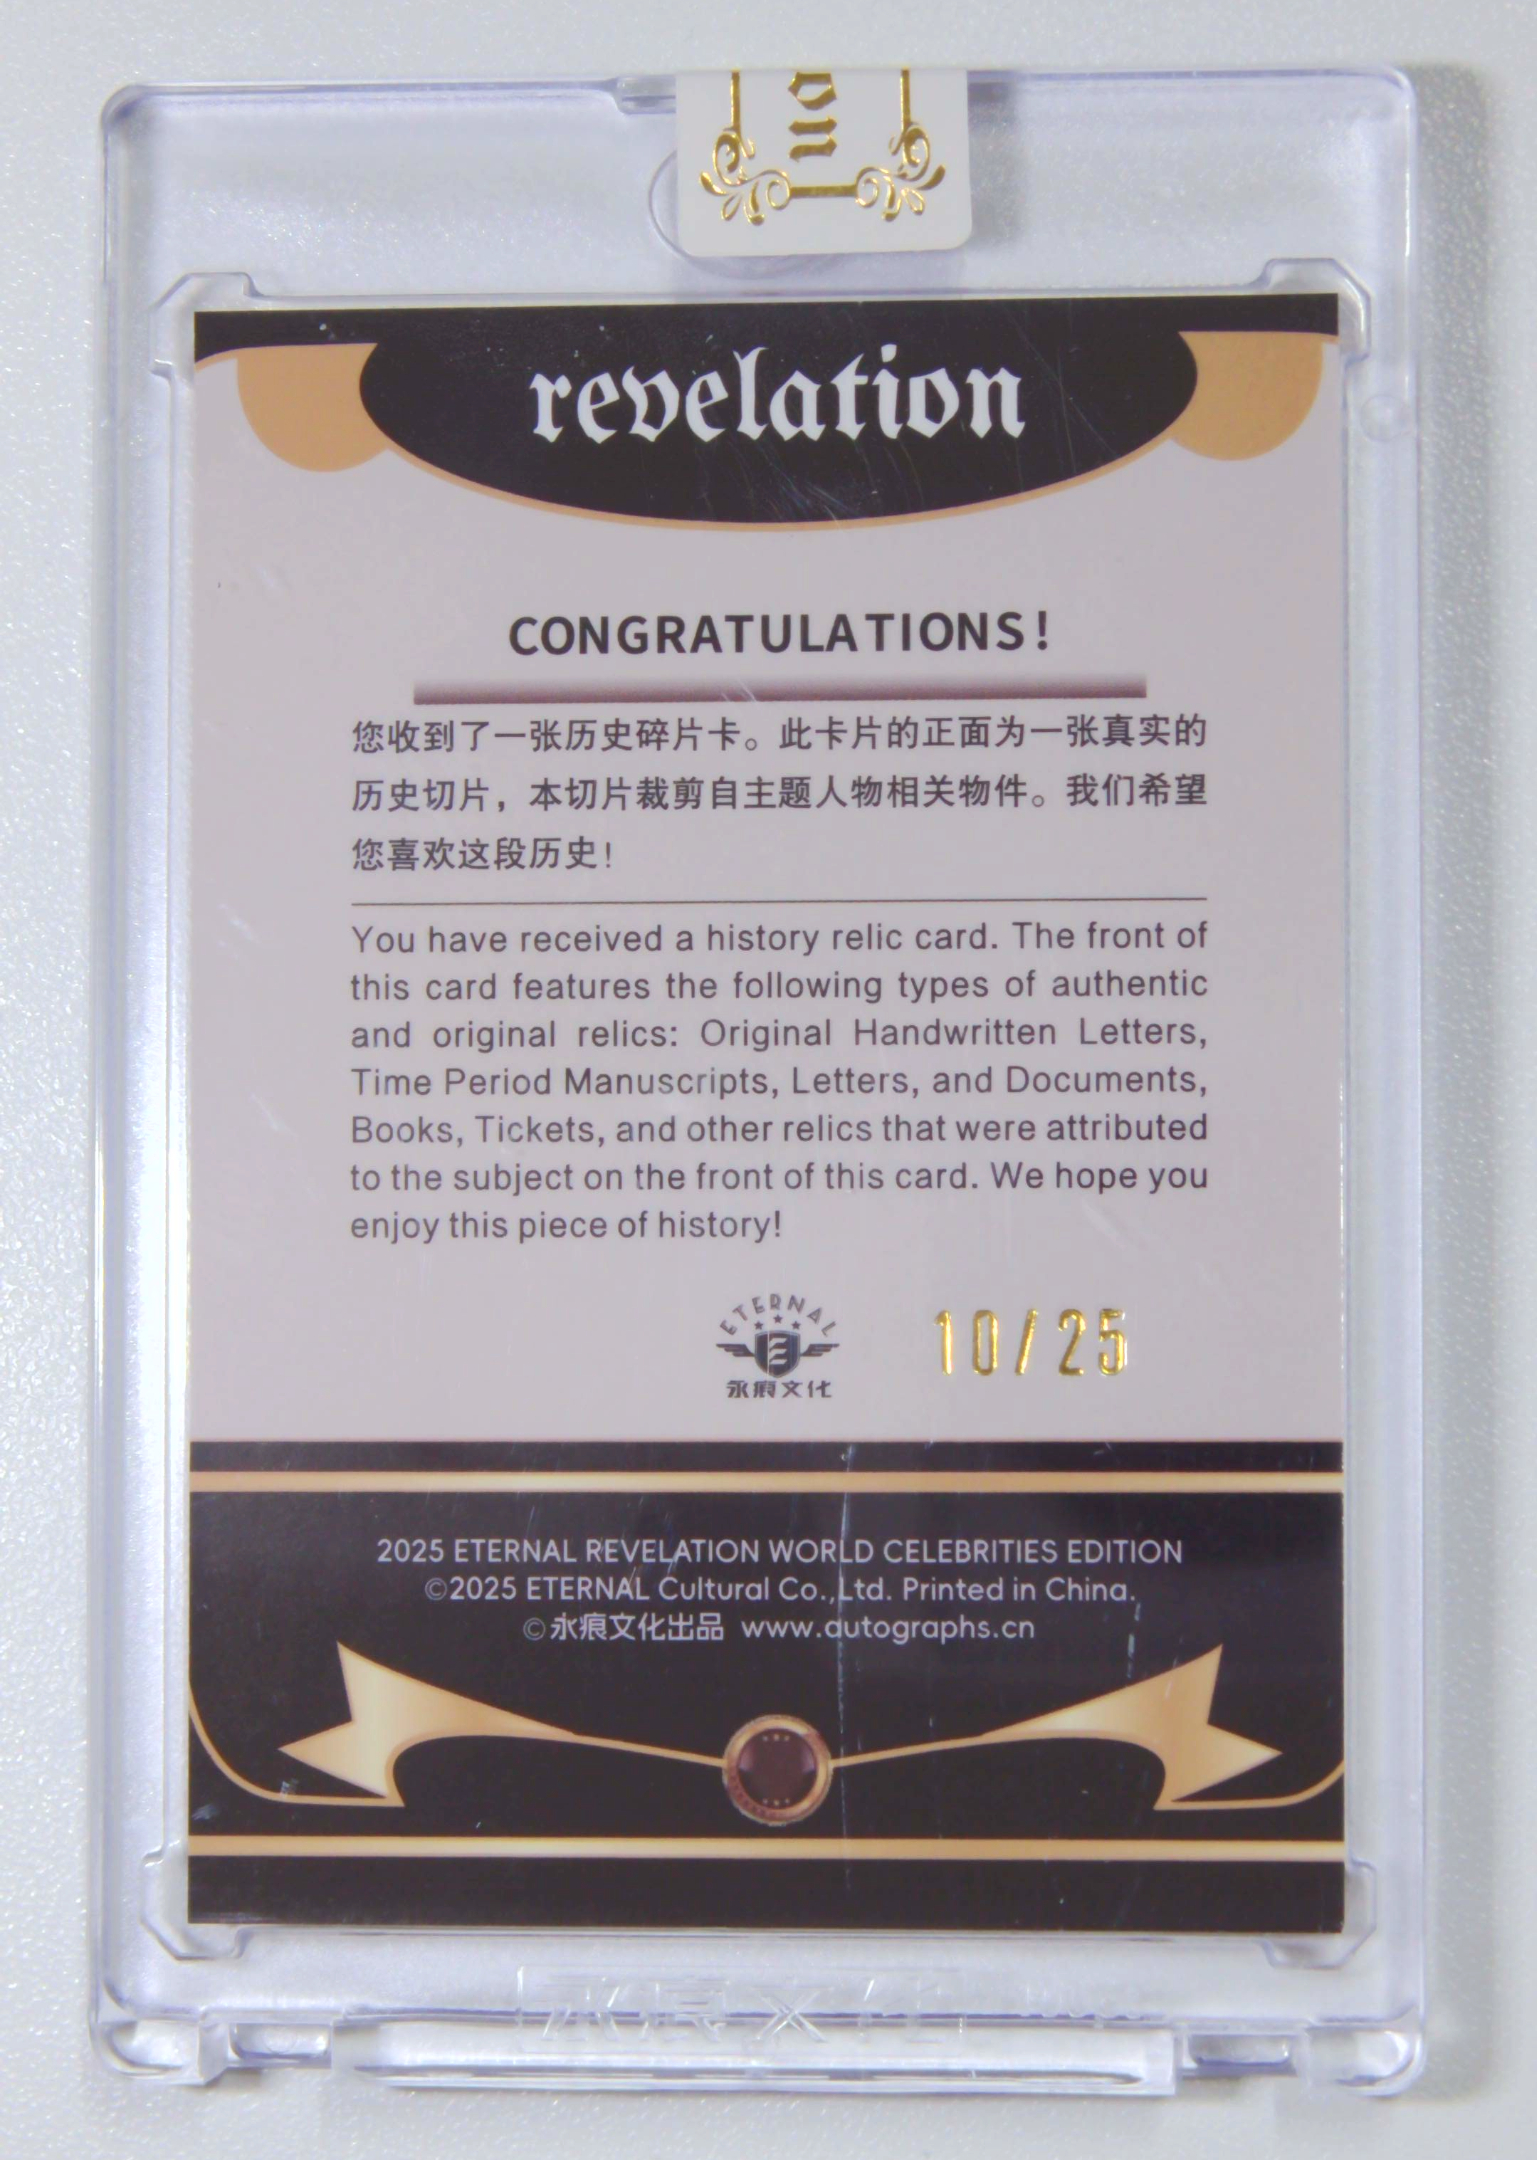 on
revelation
CONGRATULATIONS!
您收到了一张历史碎片卡。此卡片的正面为一张真实的
历史切片，本切片裁剪自主题人物相关物件。我们希望
您喜欢这段历史!
You have received a history relic card. The front of
this card features the following types of authentic
and original relics: Original Handwritten Letters,
Time Period Manuscripts, Letters, and Documents,
Books, Tickets, and other relics that were attributed
to the subject on the front of this card. We hope you
enjoy this piece of history!
ETERNAL
永痕文化
10/25
2025 ETERNAL REVELATION WORLD CELEBRITIES EDITION
©2025 ETERNAL Cultural Co.,Ltd. Printed in China.
©永痕文化出品 www.autographs.cn
永痕文化